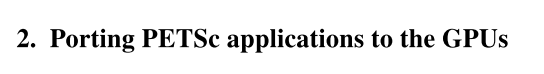 2. Porting PETSc applications to the GPUs